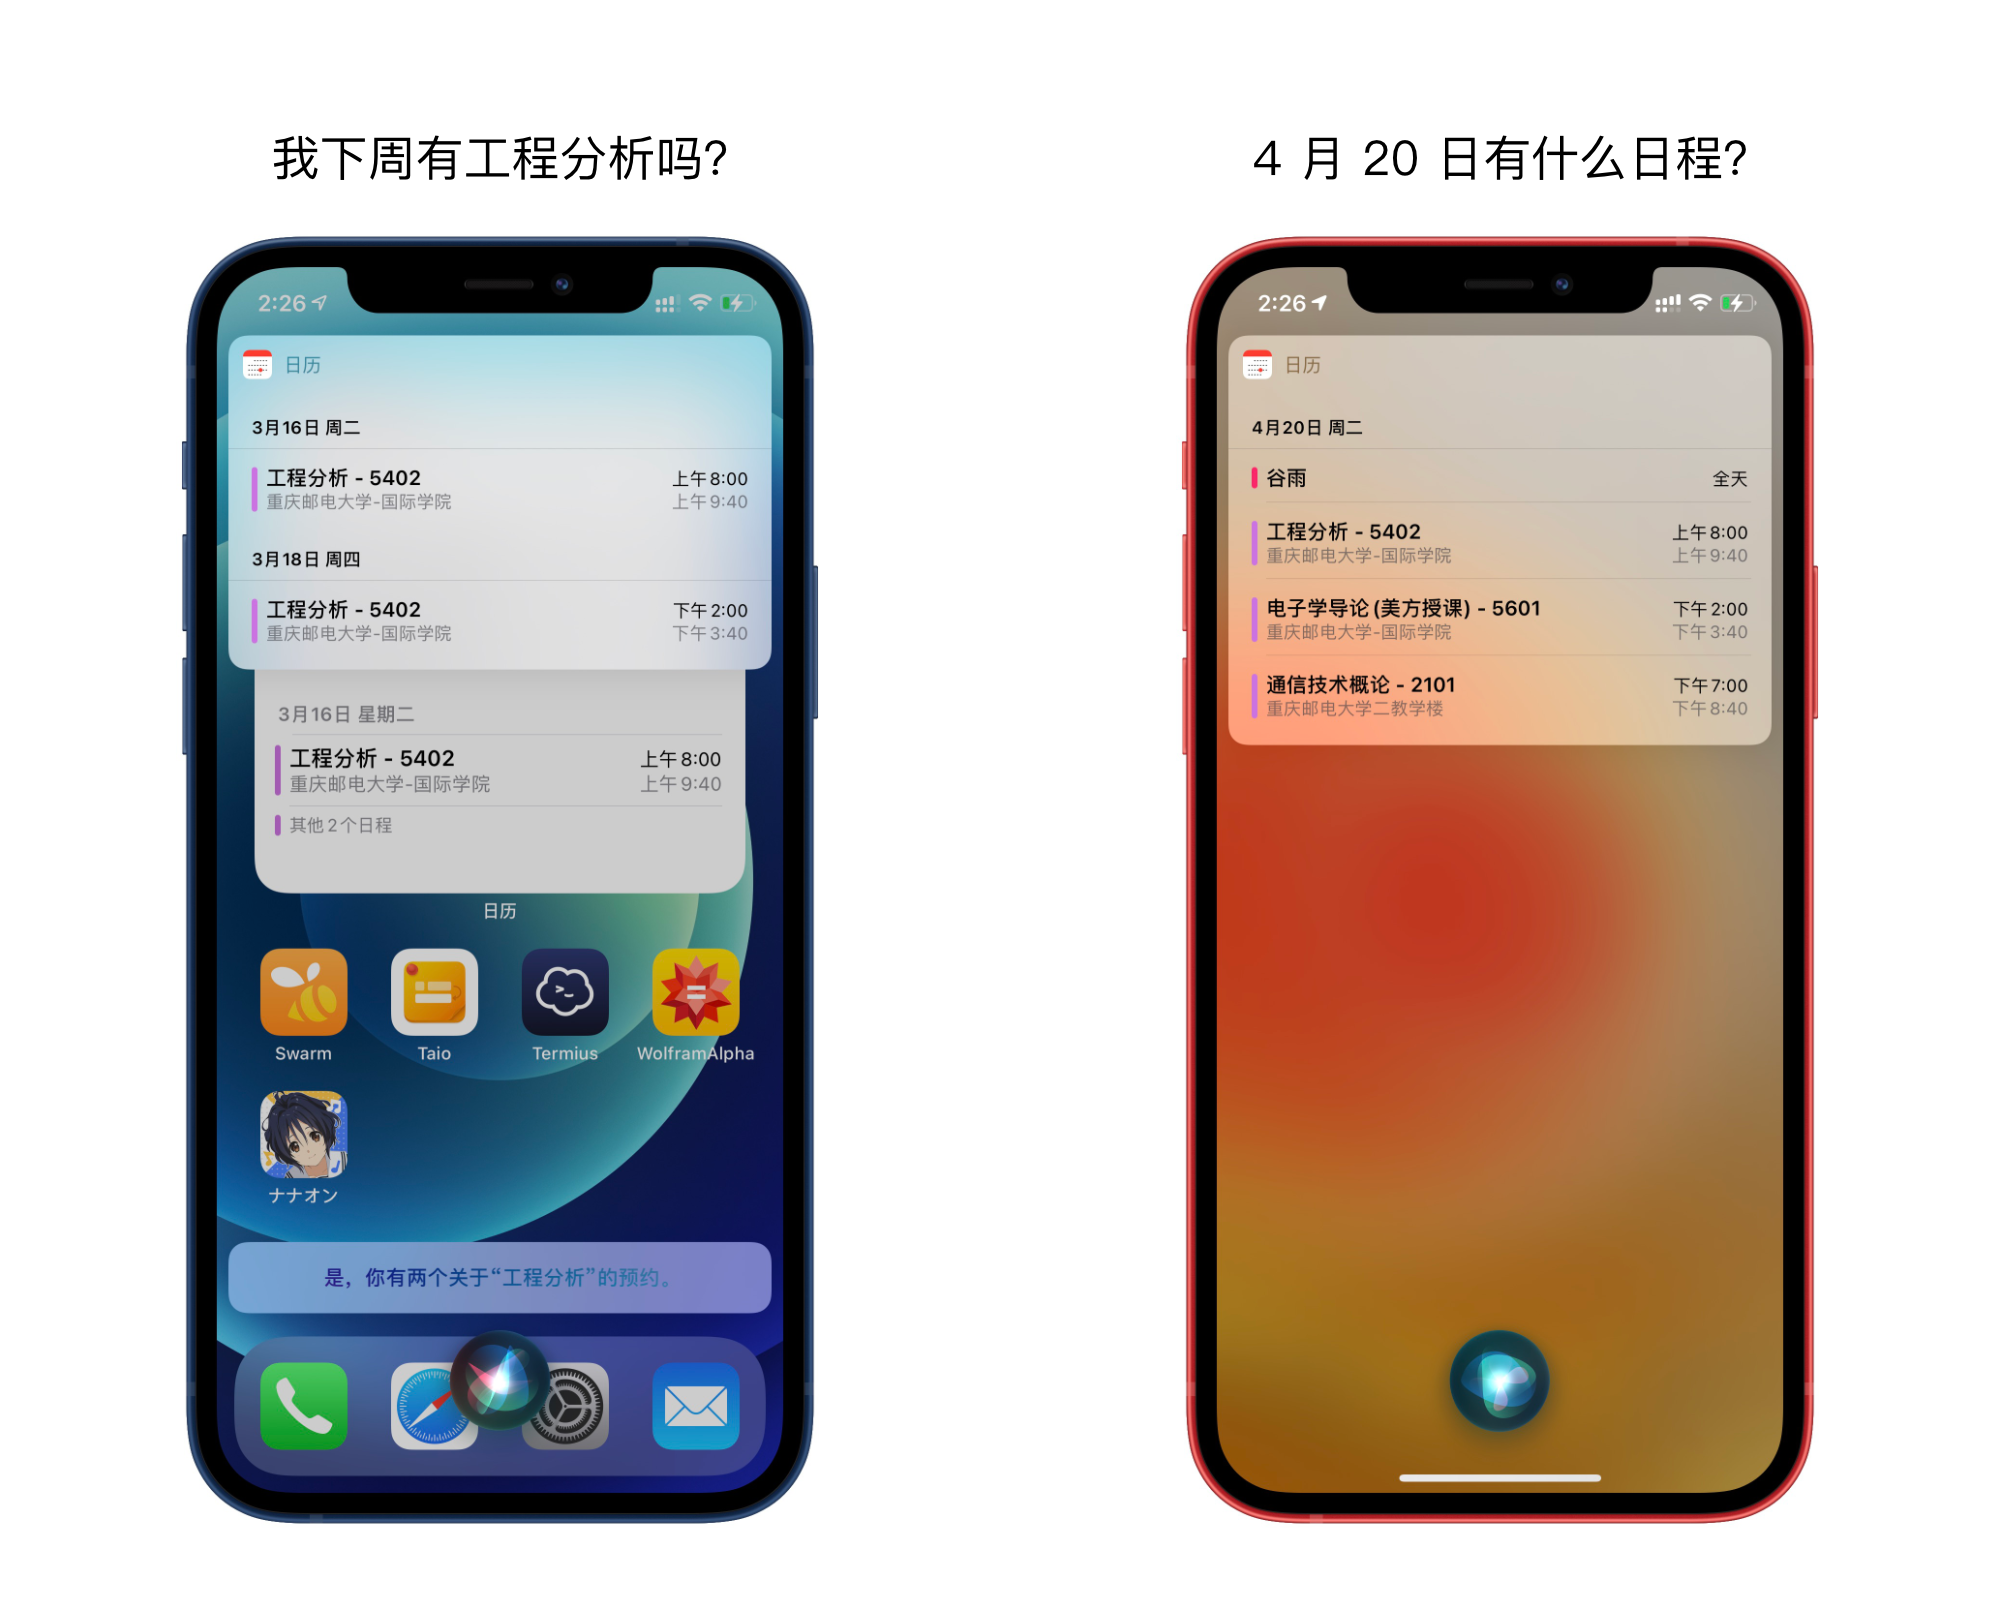 我下周有工程分析吗?
2:26
日历
3月16日 周二
工程分析 - 5402 上午8:00
重庆邮电大学-国际学院 上午9:40
3月18日 周四
工程分析 - 5402 下午2:00
重庆邮电大学-国际学院 下午3:40
3月16日 星期二
工程分析 - 5402 上午8:00
重庆邮电大学-国际学院 上午9:40
其他2个日程
日历
Swarm Taio Termius WolframAlpha
ナナオン
是，你有两个关于“工程分析”的预约。
4 月 20 日有什么日程?
2:26
日历
4月20日 周二
谷雨 全天
工程分析 - 5402 上午8:00
重庆邮电大学-国际学院 上午9:40
电子学导论(美方授课) - 5601 下午2:00
重庆邮电大学-国际学院 下午3:40
通信技术概论 - 2101 下午7:00
重庆邮电大学二教学楼 下午8:40